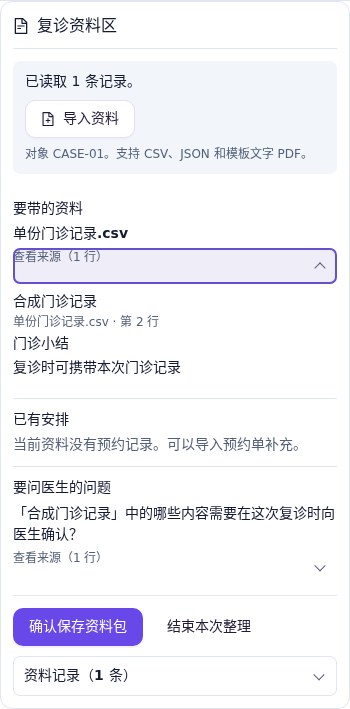 复诊资料区
已读取 1 条记录。
导入资料
对象 CASE-01。支持 CSV、JSON 和模板文字 PDF。
要带的资料
单份门诊记录.csv
查看来源（1 行）
合成门诊记录
单份门诊记录.csv · 第 2 行
门诊小结
复诊时可携带本次门诊记录
已有安排
当前资料没有预约记录。可以导入预约单补充。
要问医生的问题
「合成门诊记录」中的哪些内容需要在这次复诊时向
医生确认？
查看来源（1 行）
确认保存资料包
结束本次整理
资料记录（1 条）